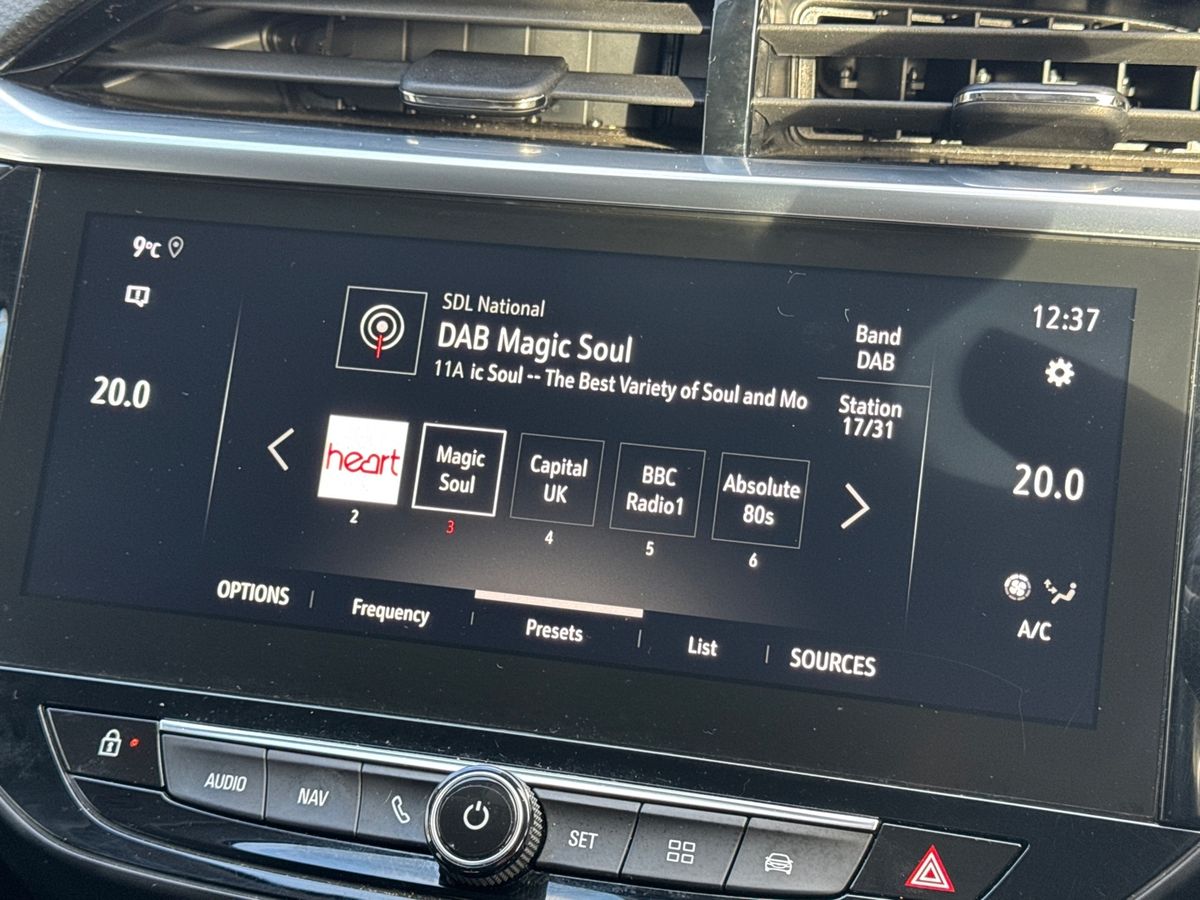 9°C
20.0
SDL National
DAB Magic Soul
11A ic Soul -- The Best Variety of Soul and Mo
Band
DAB
Station
17/31
12:37
20.0
A/C
heart
2
Magic
Soul
3
Capital
UK
4
BBC
Radio1
5
Absolute
80s
6
OPTIONS
Frequency
Presets
List
SOURCES
AUDIO
NAV
SET